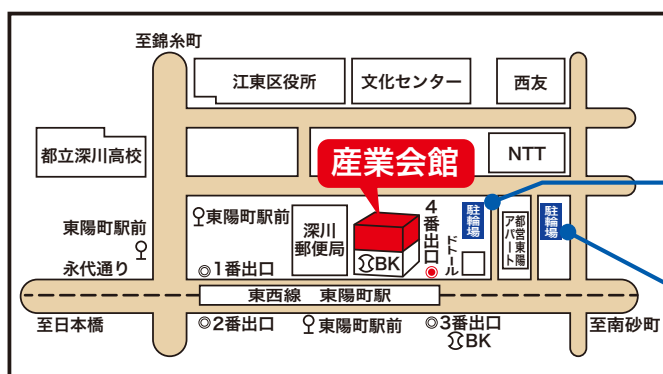 至錦糸町
江東区役所
文化センター
西友
都立深川高校
NTT
産業会館
東陽町駅前
永代通り
東陽町駅前
深川
郵便局
BK
4番出口
ドトール
駐輪場
都営東陽
アパート
駐輪場
1番出口
東西線 東陽町駅
至日本橋
2番出口
東陽町駅前
3番出口
BK
至南砂町